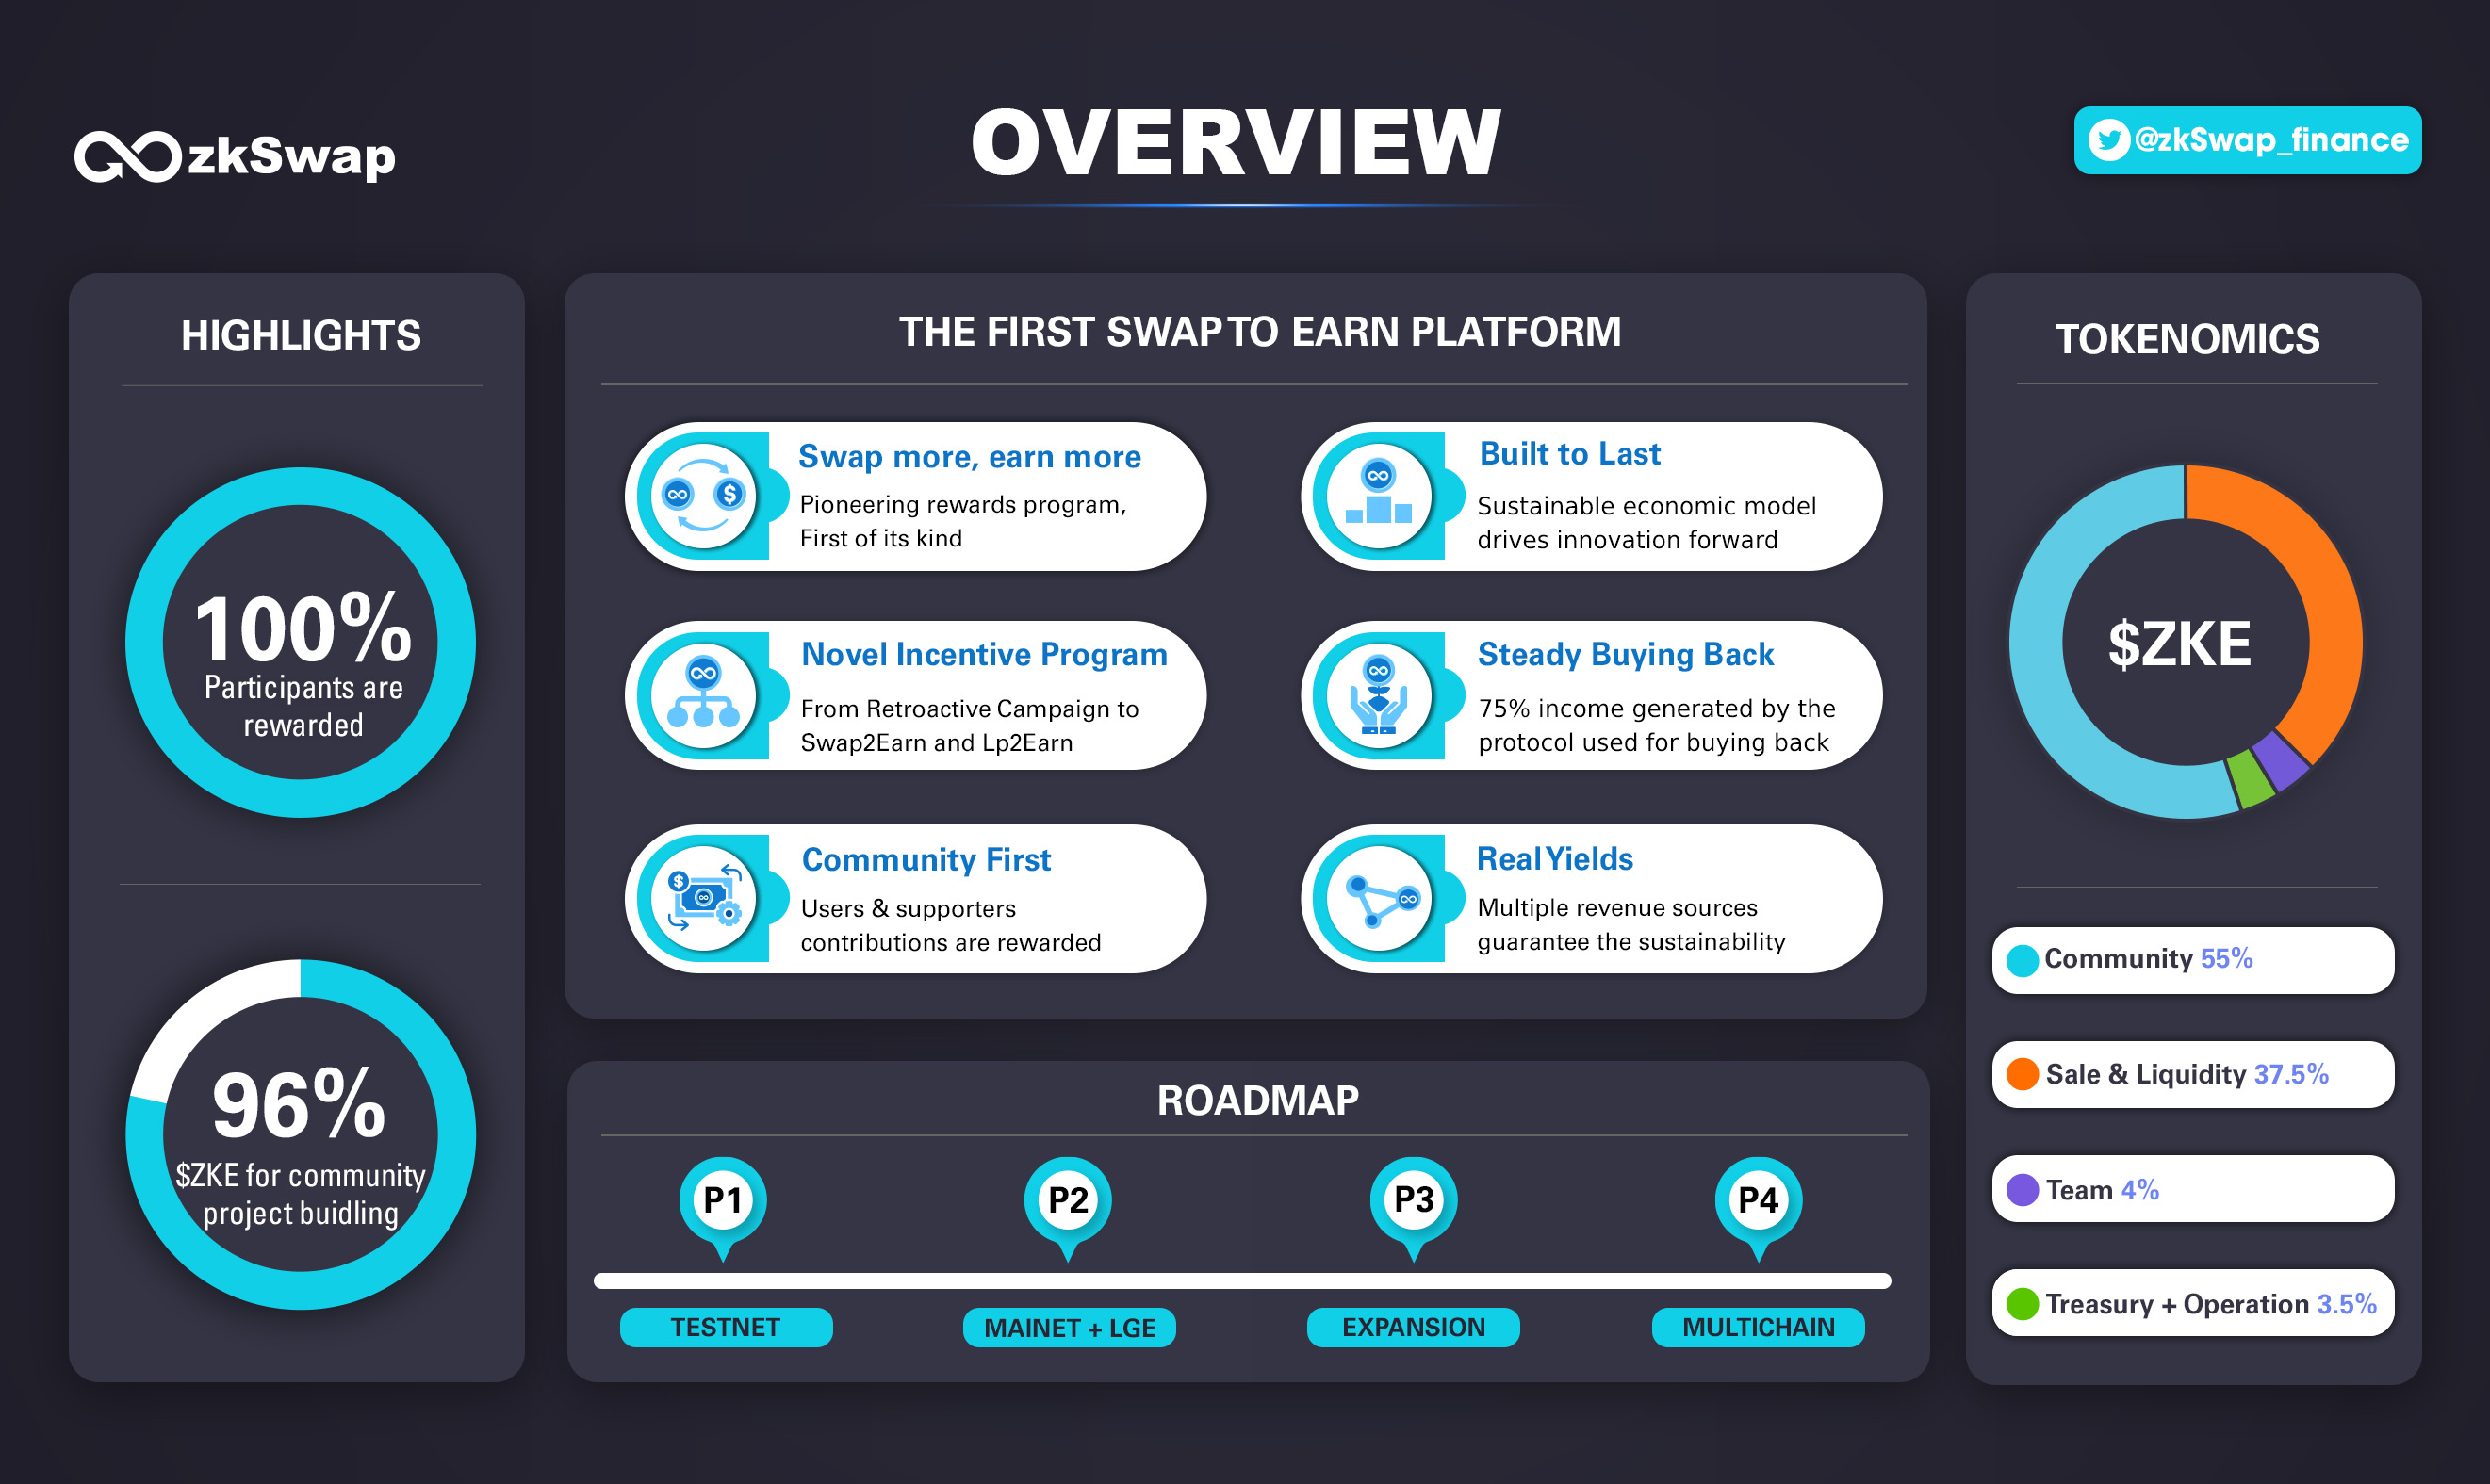 zkSwap
OVERVIEW
@zkSwap_finance
HIGHLIGHTS
100%
Participants are
rewarded
96%
$ZKE for community
project buidling
THE FIRST SWAP TO EARN PLATFORM
Swap more, earn more
Pioneering rewards program,
First of its kind
Built to Last
Sustainable economic model
drives innovation forward
Novel Incentive Program
From Retroactive Campaign to
Swap2Earn and Lp2Earn
Steady Buying Back
75% income generated by the
protocol used for buying back
Community First
Users & supporters
contributions are rewarded
Real Yields
Multiple revenue sources
guarantee the sustainability
ROADMAP
P1
P2
P3
P4
TESTNET
MAINET + LGE
EXPANSION
MULTICHAIN
TOKENOMICS
$ZKE
Community 55%
Sale & Liquidity 37.5%
Team 4%
Treasury + Operation 3.5%